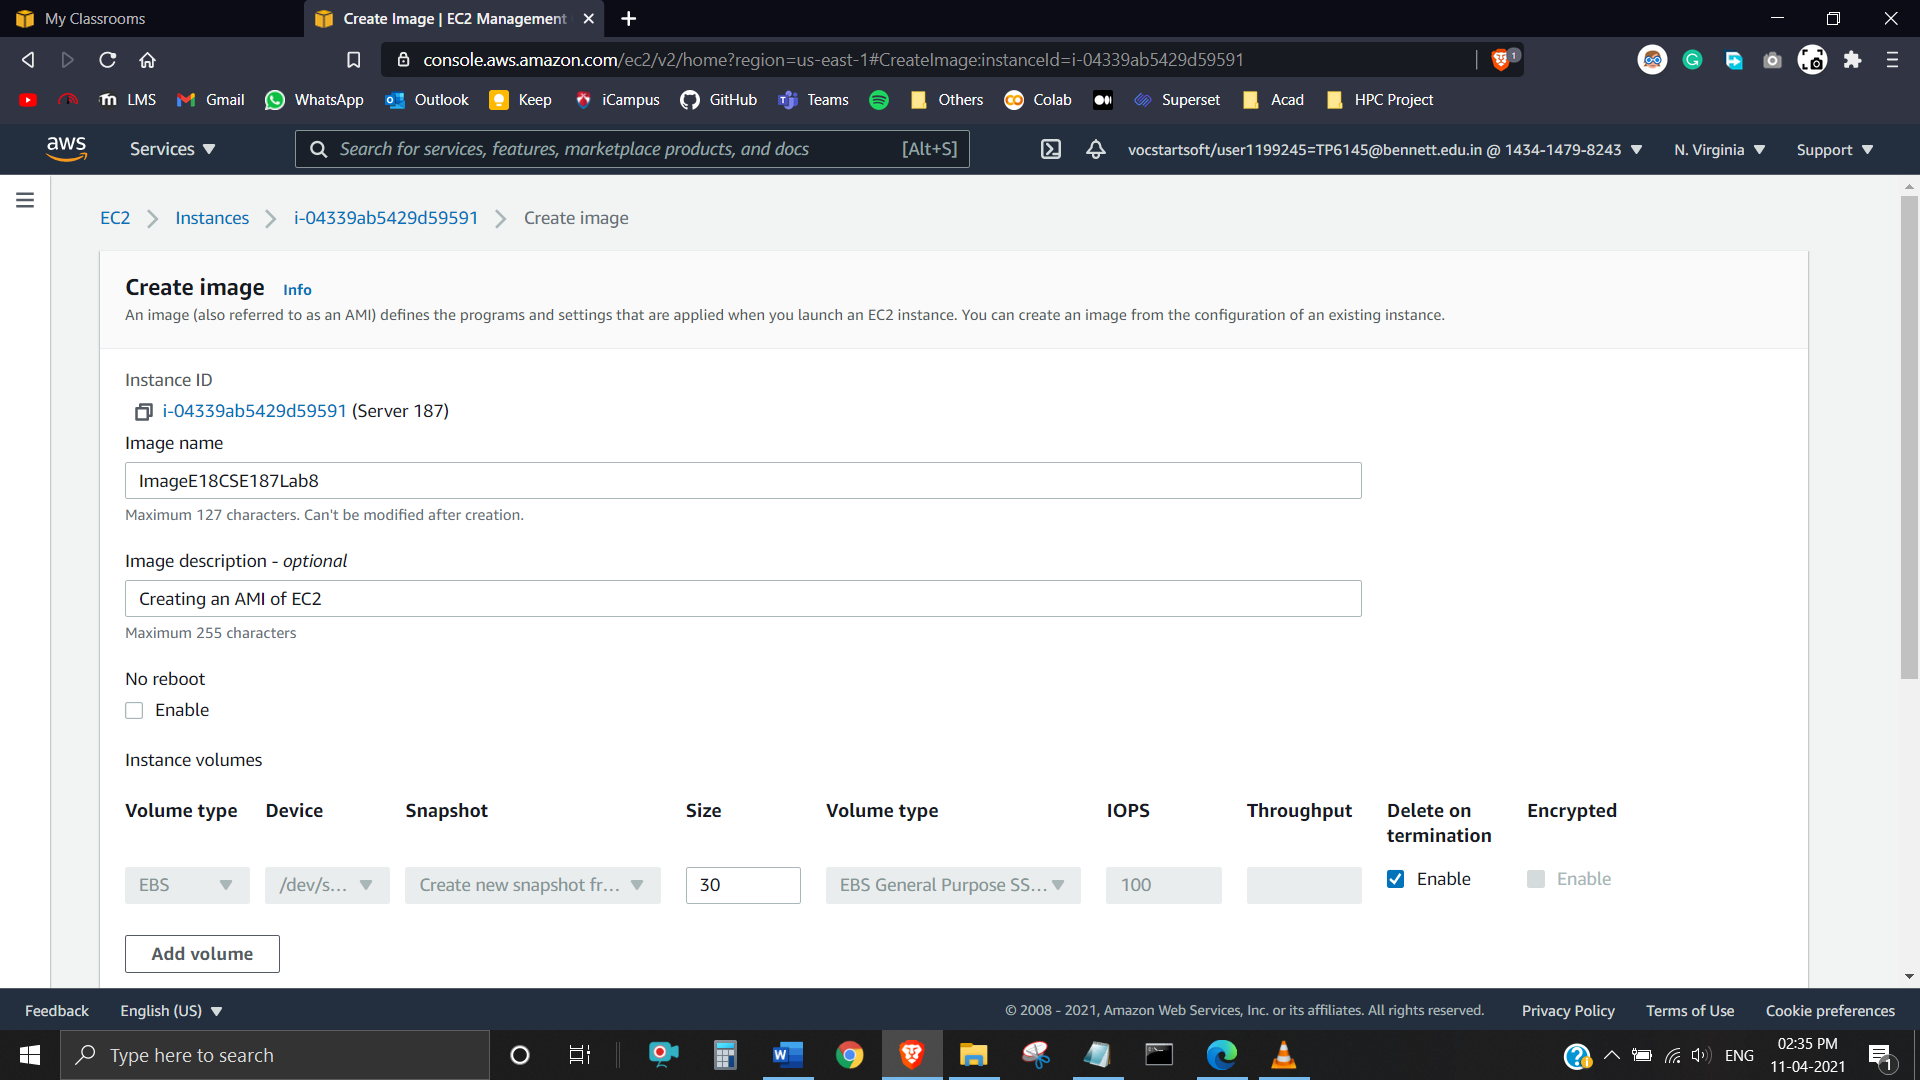 My Classrooms
Create Image | EC2 Management
console.aws.amazon.com/ec2/v2/home?region=us-east-1#CreateImage:instanceId=i-04339ab5429d59591
1
LMS Gmail WhatsApp Outlook Keep iCampus GitHub Teams Others Colab Superset Acad HPC Project
aws Services Search for services, features, marketplace products, and docs [Alt+S] vocstartsoft/user1199245=TP6145@bennett.edu.in @ 1434-1479-8243 N. Virginia Support
EC2 Instances i-04339ab5429d59591 Create image
Create image Info
An image (also referred to as an AMI) defines the programs and settings that are applied when you launch an EC2 instance. You can create an image from the configuration of an existing instance.
Instance ID
i-04339ab5429d59591 (Server 187)
Image name
ImageE18CSE187Lab8
Maximum 127 characters. Can't be modified after creation.
Image description - optional
Creating an AMI of EC2
Maximum 255 characters
No reboot
Enable
Instance volumes
Volume type Device Snapshot Size Volume type IOPS Throughput Delete on termination Encrypted
EBS /dev/s... Create new snapshot fr... 30 EBS General Purpose SS... 100 Enable Enable
Add volume
Feedback English (US) © 2008 - 2021, Amazon Web Services, Inc. or its affiliates. All rights reserved. Privacy Policy Terms of Use Cookie preferences
Type here to search
ENG
02:35 PM
11-04-2021
1